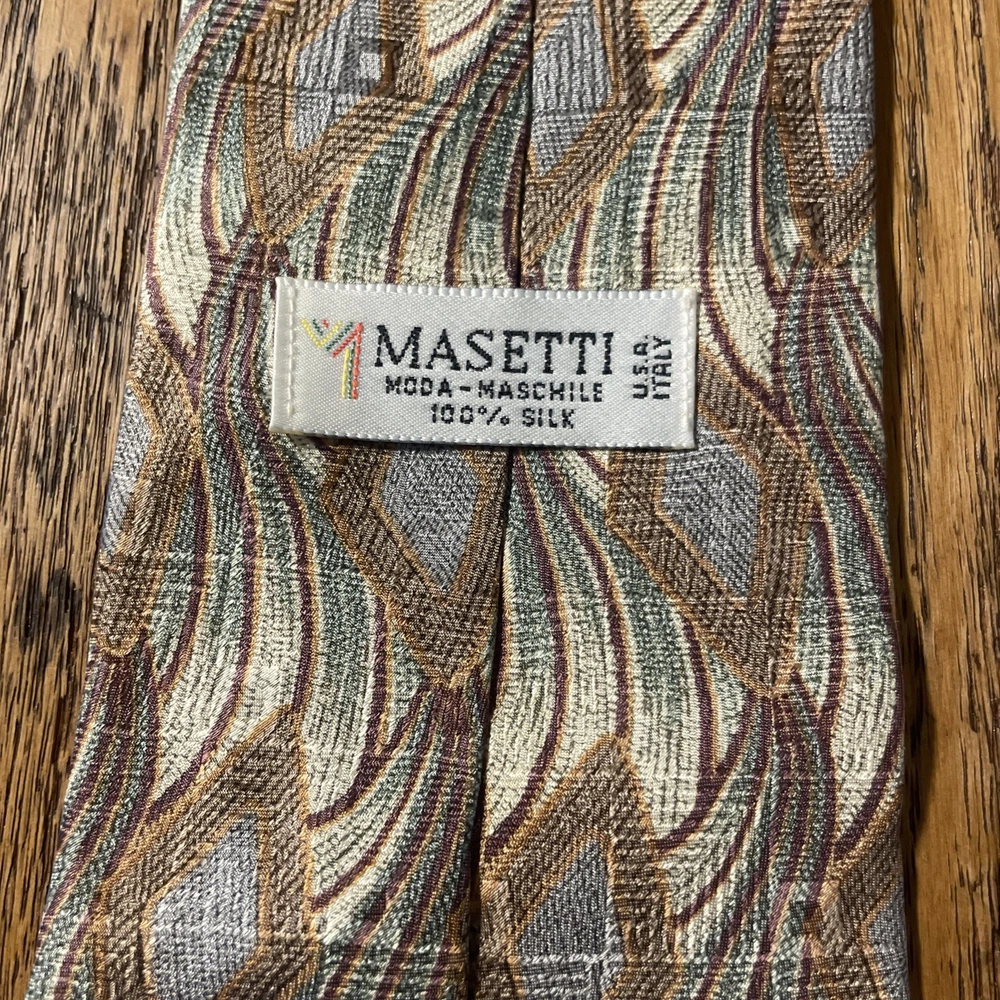 MASETTI
MODA-MASCHILE
100% SILK
U.S.A.
ITALY